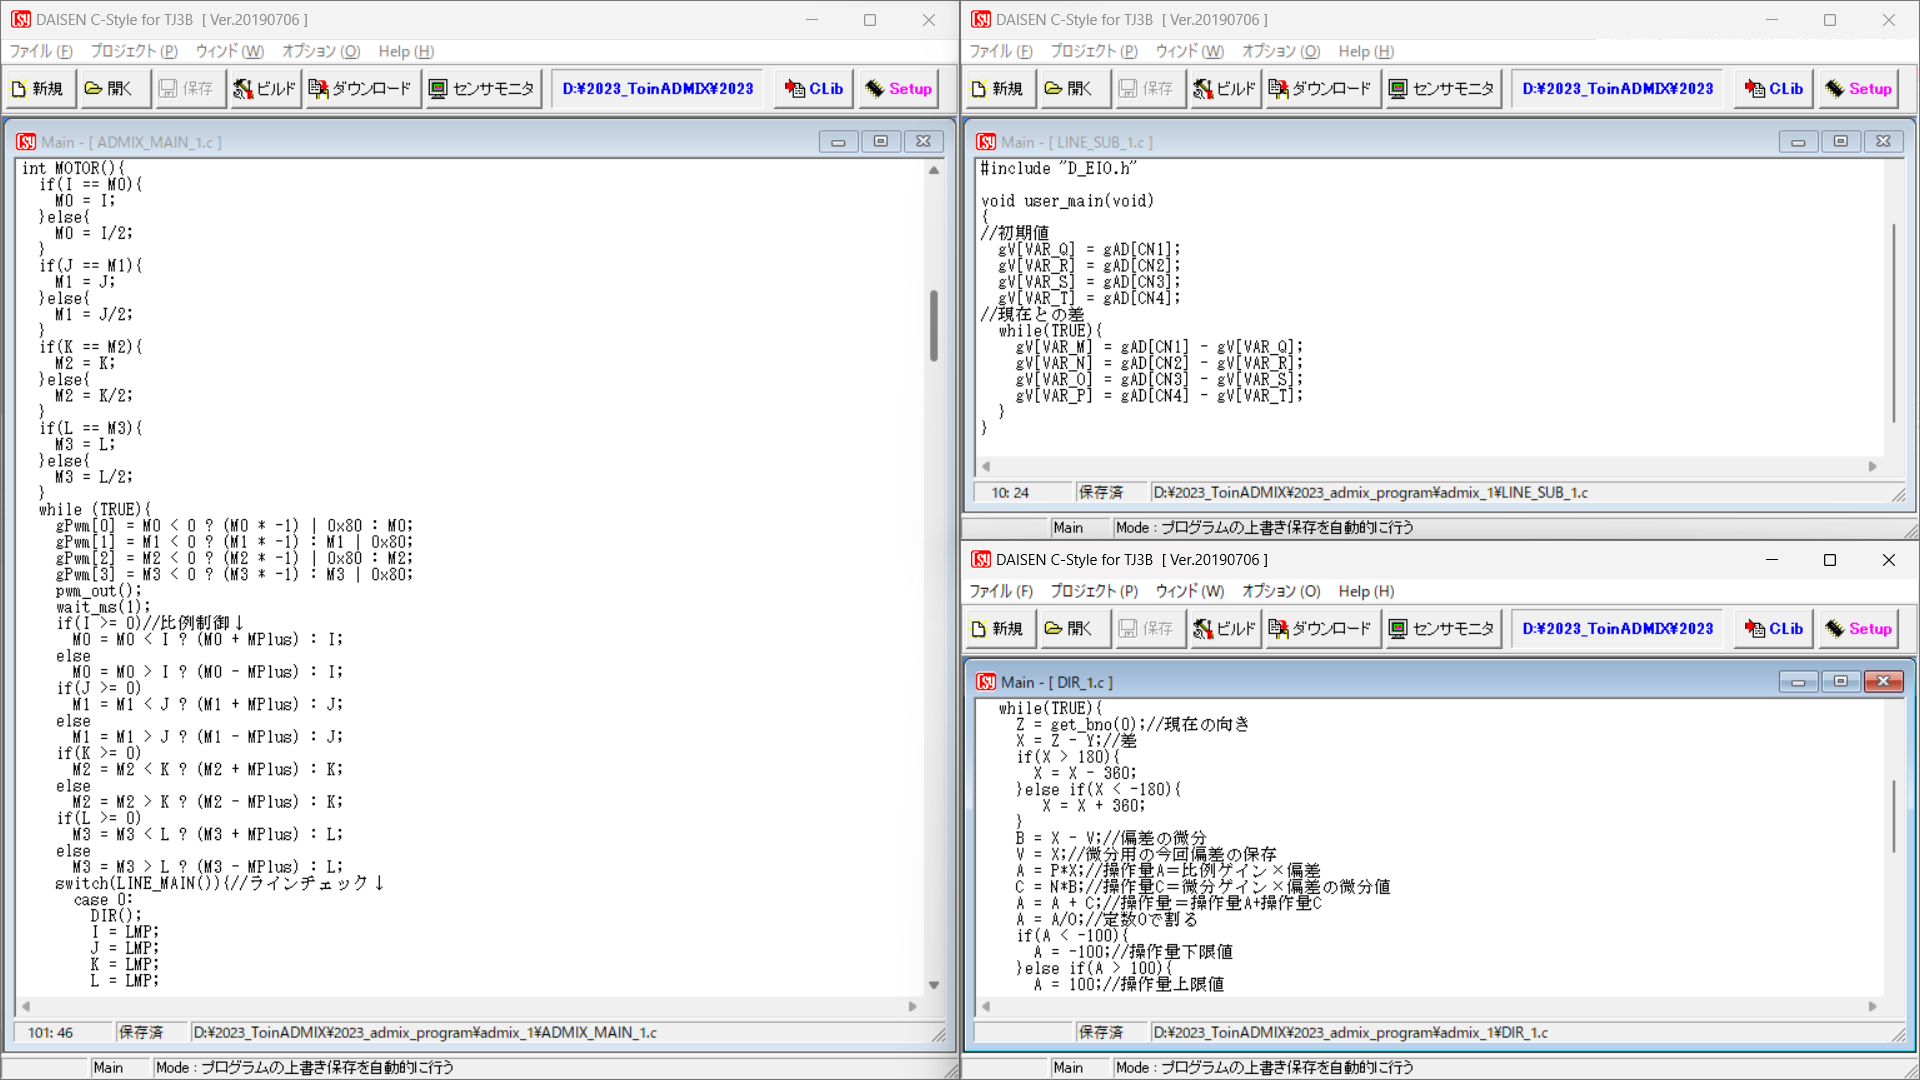 DAISEN C-Style for TJ3B [ Ver.20190706 ]
ファイル (F) プロジェクト (P) ウィンド (W) オプション (O) Help (H)
新規 開く 保存 ビルド ダウンロード センサモニタ D:¥2023_ToinADMIX¥2023 CLib Setup
Main - [ ADMIX_MAIN_1.c ]
int MOTOR(){
if(I == M0){
M0 = I;
}else{
M0 = I/2;
}
if(J == M1){
M1 = J;
}else{
M1 = J/2;
}
if(K == M2){
M2 = K;
}else{
M2 = K/2;
}
if(L == M3){
M3 = L;
}else{
M3 = L/2;
}
while (TRUE){
gPwm[0] = M0 < 0 ? (M0 * -1) | 0x80 : M0;
gPwm[1] = M1 < 0 ? (M1 * -1) : M1 | 0x80;
gPwm[2] = M2 < 0 ? (M2 * -1) | 0x80 : M2;
gPwm[3] = M3 < 0 ? (M3 * -1) : M3 | 0x80;
pwm_out();
wait_ms(1);
if(I >= 0)//比例制御↓
M0 = M0 < I ? (M0 + MPlus) : I;
else
M0 = M0 > I ? (M0 - MPlus) : I;
if(J >= 0)
M1 = M1 < J ? (M1 + MPlus) : J;
else
M1 = M1 > J ? (M1 - MPlus) : J;
if(K >= 0)
M2 = M2 < K ? (M2 + MPlus) : K;
else
M2 = M2 > K ? (M2 - MPlus) : K;
if(L >= 0)
M3 = M3 < L ? (M3 + MPlus) : L;
else
M3 = M3 > L ? (M3 - MPlus) : L;
switch(LINE_MAIN()){//ラインチェック↓
case 0:
DIR();
I = LMP;
J = LMP;
K = LMP;
L = LMP;
101: 46 保存済 D:¥2023_ToinADMIX¥2023_admix_program¥admix_1¥ADMIX_MAIN_1.c
Main Mode : プログラムの上書き保存を自動的に行う
DAISEN C-Style for TJ3B [ Ver.20190706 ]
ファイル (F) プロジェクト (P) ウィンド (W) オプション (O) Help (H)
新規 開く 保存 ビルド ダウンロード センサモニタ D:¥2023_ToinADMIX¥2023 CLib Setup
Main - [ LINE_SUB_1.c ]
#include "D_EIO.h"
void user_main(void)
{
//初期値
gV[VAR_Q] = gAD[CN1];
gV[VAR_R] = gAD[CN2];
gV[VAR_S] = gAD[CN3];
gV[VAR_T] = gAD[CN4];
//現在との差
while(TRUE){
gV[VAR_M] = gAD[CN1] - gV[VAR_Q];
gV[VAR_N] = gAD[CN2] - gV[VAR_R];
gV[VAR_O] = gAD[CN3] - gV[VAR_S];
gV[VAR_P] = gAD[CN4] - gV[VAR_T];
}
}
10: 24 保存済 D:¥2023_ToinADMIX¥2023_admix_program¥admix_1¥LINE_SUB_1.c
Main Mode : プログラムの上書き保存を自動的に行う
DAISEN C-Style for TJ3B [ Ver.20190706 ]
ファイル (F) プロジェクト (P) ウィンド (W) オプション (O) Help (H)
新規 開く 保存 ビルド ダウンロード センサモニタ D:¥2023_ToinADMIX¥2023 CLib Setup
Main - [ DIR_1.c ]
while(TRUE){
Z = get_bno(0);//現在の向き
X = Z - Y;//差
if(X > 180){
X = X - 360;
}else if(X < -180){
X = X + 360;
}
B = X - V;//偏差の微分
V = X;//微分用の今回偏差の保存
A = P*X;//操作量A＝比例ゲイン×偏差
C = N*B;//操作量C＝微分ゲイン×偏差の微分値
A = A + C;//操作量＝操作量A+操作量C
A = A/O;//定数Oで割る
if(A < -100){
A = -100;//操作量下限値
}else if(A > 100){
A = 100;//操作量上限値
保存済 D:¥2023_ToinADMIX¥2023_admix_program¥admix_1¥DIR_1.c
Main Mode : プログラムの上書き保存を自動的に行う